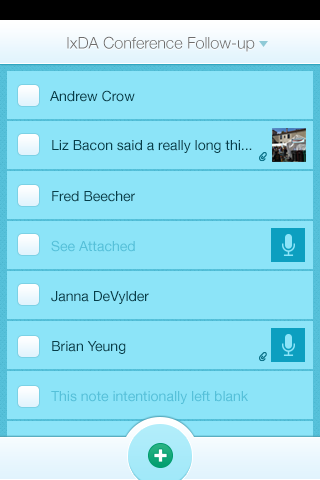 IxDA Conference Follow-up
Andrew Crow
Liz Bacon said a really long thi...
Fred Beecher
See Attached
Janna DeVylder
Brian Yeung
This note intentionally left blank